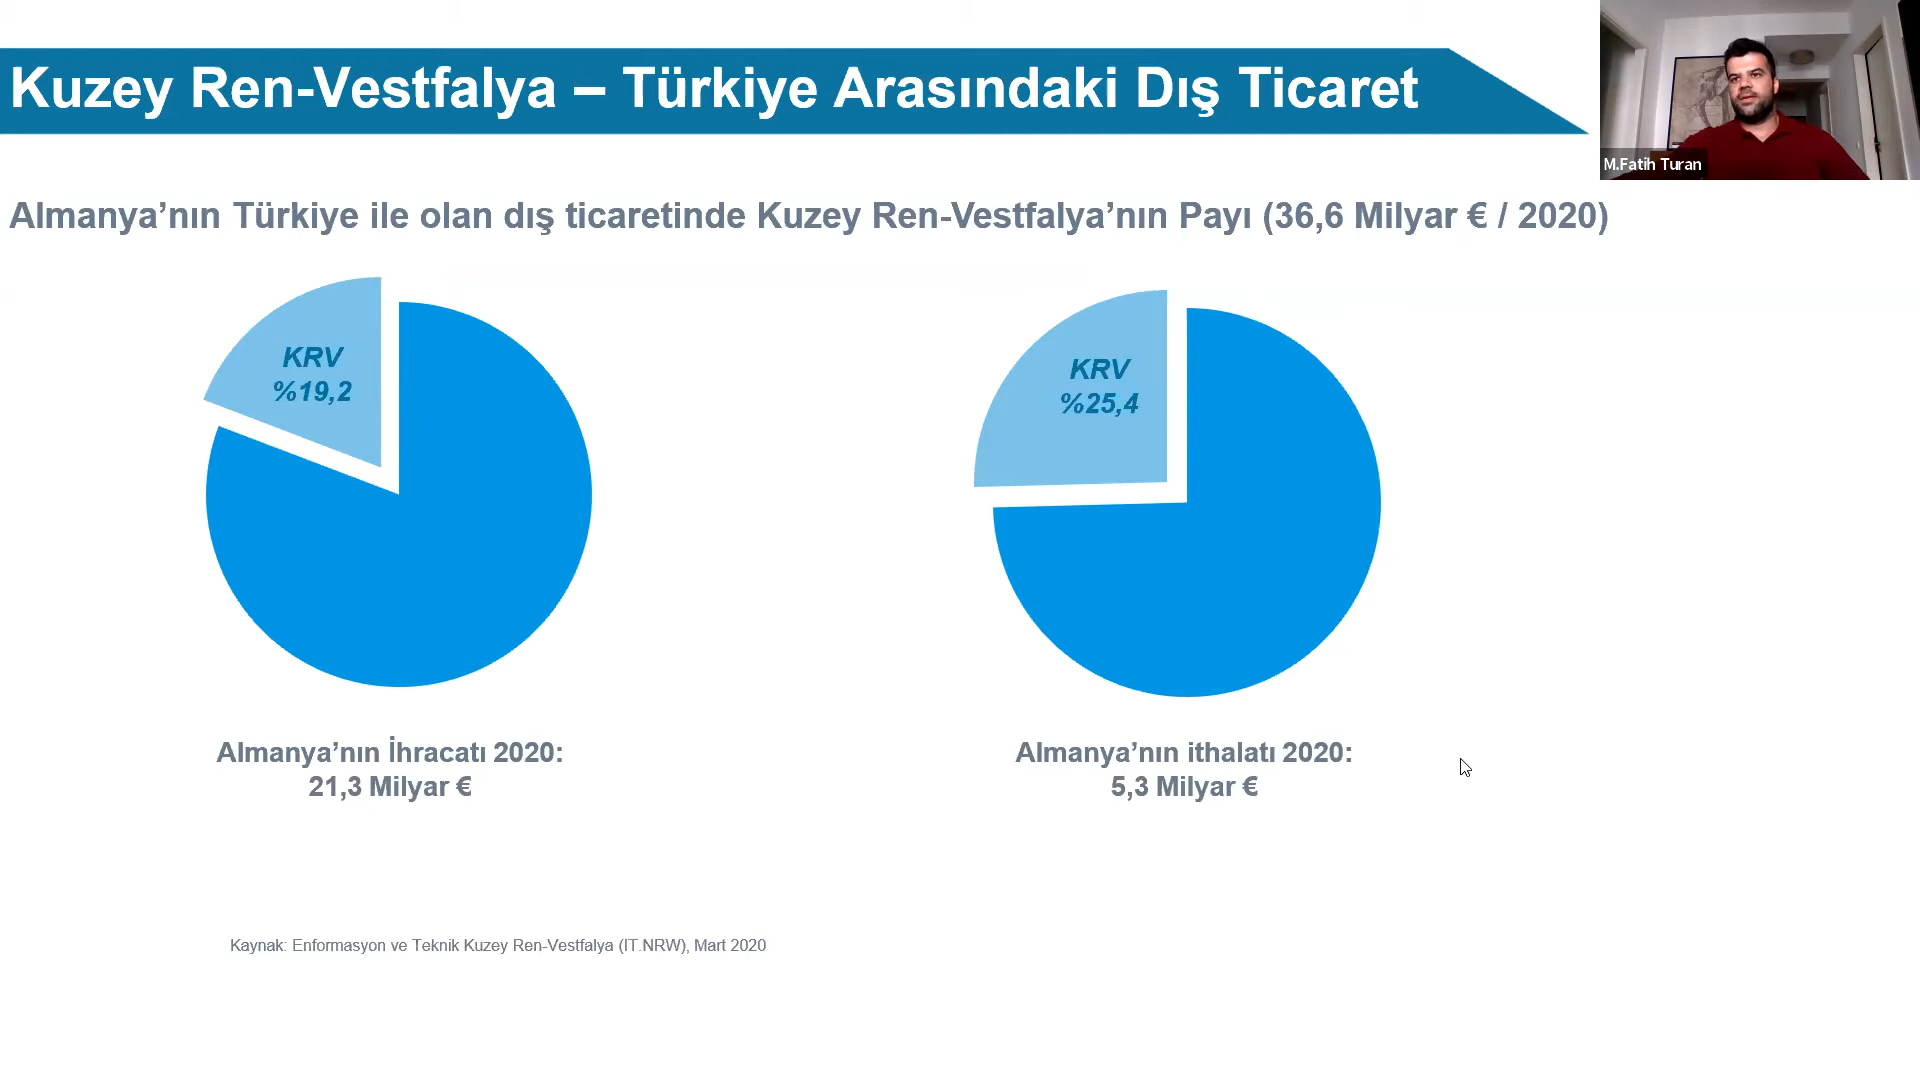 Kuzey Ren-Vestfalya – Türkiye Arasındaki Dış Ticaret
M.Fatih Turan
Almanya’nın Türkiye ile olan dış ticaretinde Kuzey Ren-Vestfalya’nın Payı (36,6 Milyar € / 2020)
KRV
%19,2
KRV
%25,4
Almanya’nın İhracatı 2020:
21,3 Milyar €
Almanya’nın ithalatı 2020:
5,3 Milyar €
Kaynak: Enformasyon ve Teknik Kuzey Ren-Vestfalya (IT.NRW), Mart 2020